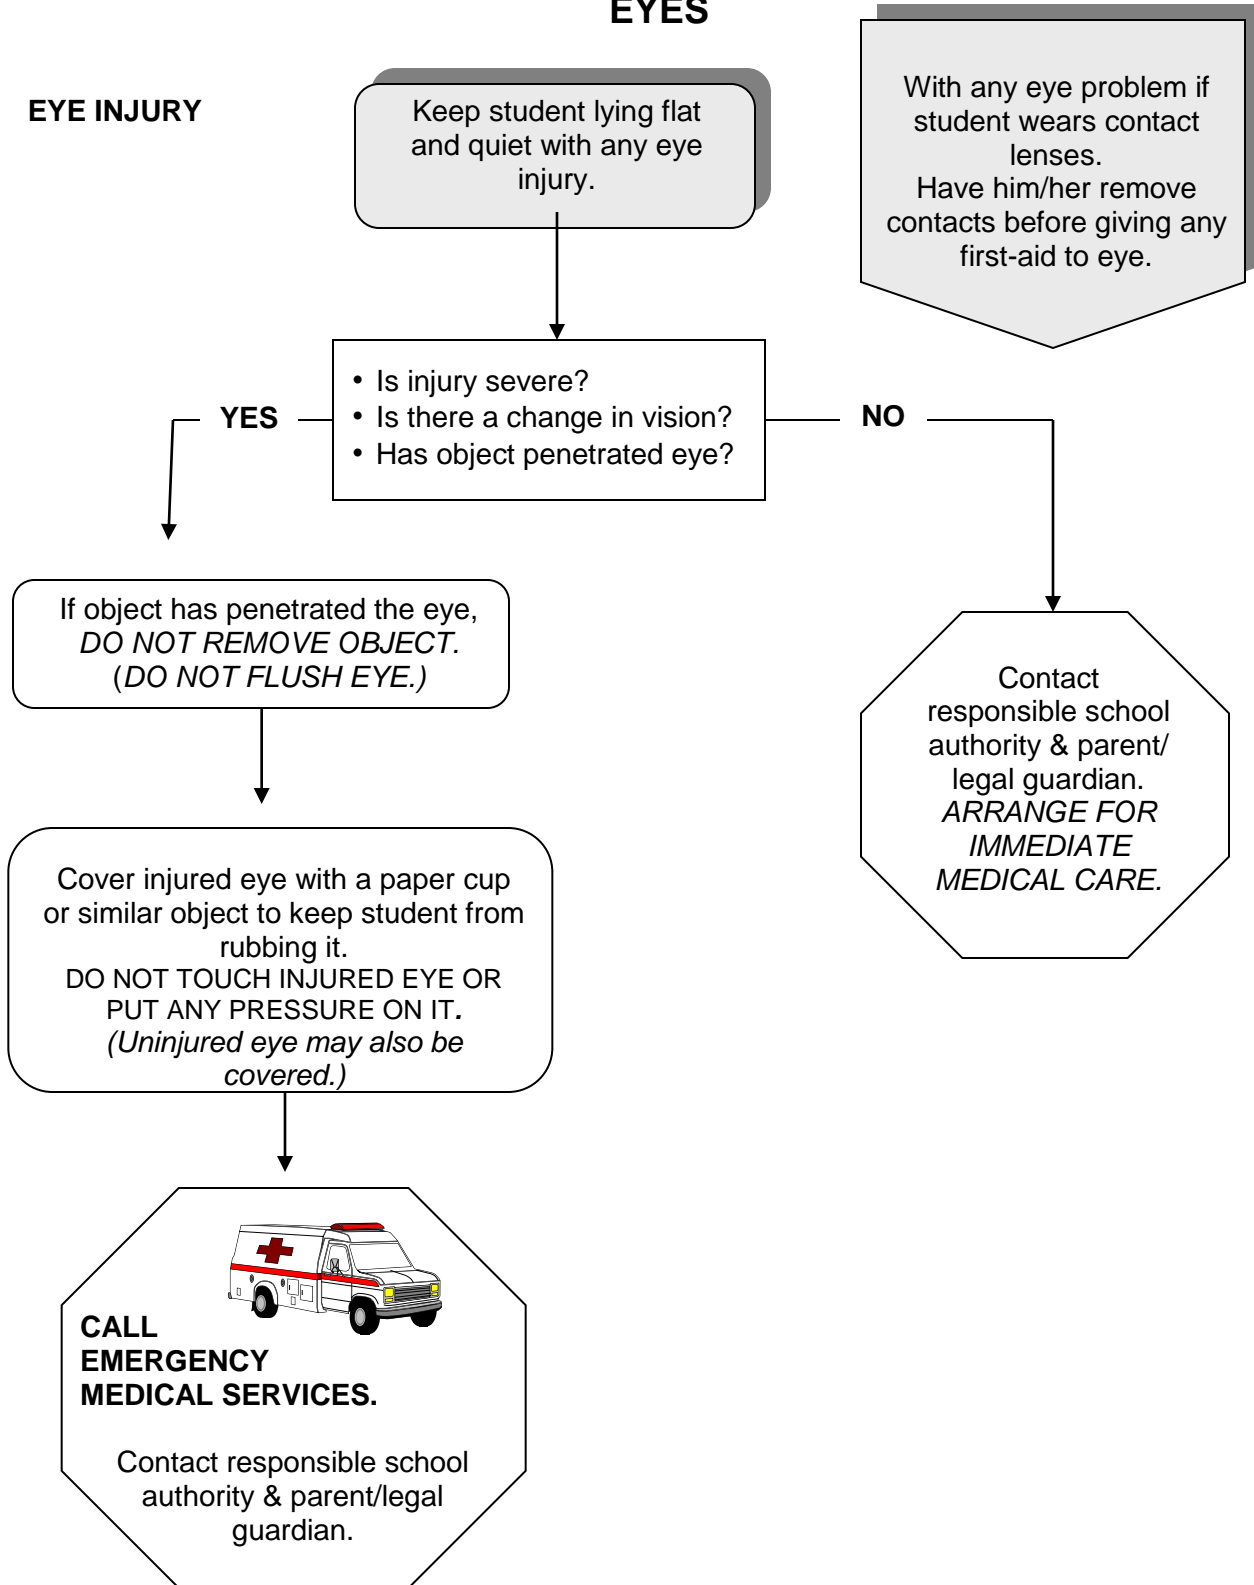 EYES
EYE INJURY
Keep student lying flat
and quiet with any eye
injury.
With any eye problem if
student wears contact
lenses.
Have him/her remove
contacts before giving any
first-aid to eye.
• Is injury severe?
• Is there a change in vision?
• Has object penetrated eye?
YES
NO
If object has penetrated the eye,
DO NOT REMOVE OBJECT.
(DO NOT FLUSH EYE.)
Contact
responsible school
authority & parent/
legal guardian.
ARRANGE FOR
IMMEDIATE
MEDICAL CARE.
Cover injured eye with a paper cup
or similar object to keep student from
rubbing it.
DO NOT TOUCH INJURED EYE OR
PUT ANY PRESSURE ON IT.
(Uninjured eye may also be
covered.)
CALL
EMERGENCY
MEDICAL SERVICES.
Contact responsible school
authority & parent/legal
guardian.